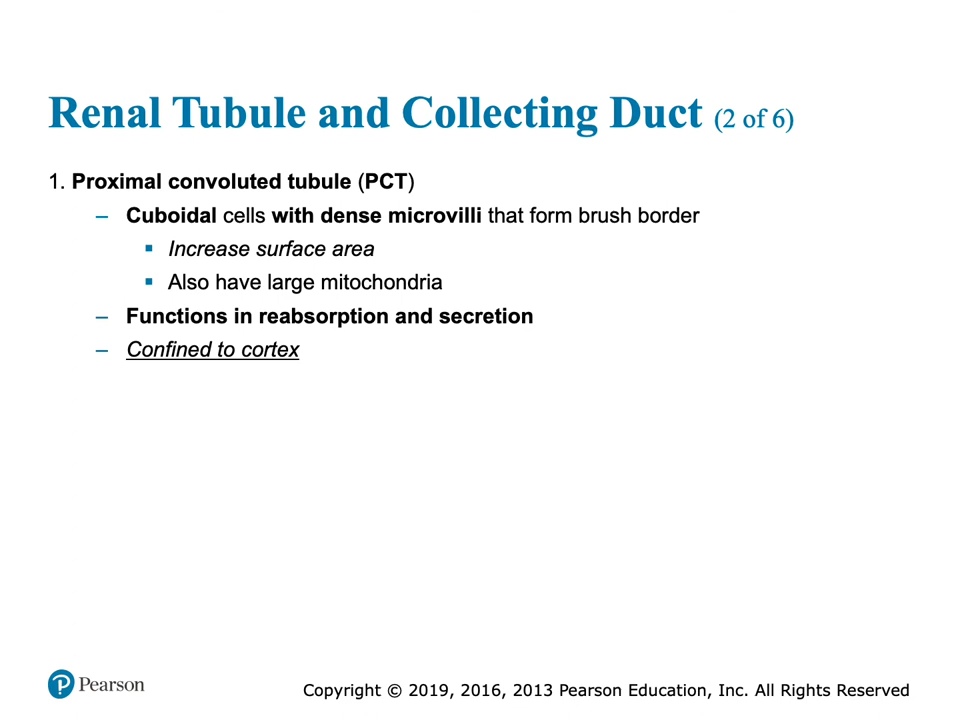 Renal Tubule and Collecting Duct (2 of 6)
1. Proximal convoluted tubule (PCT)
– Cuboidal cells with dense microvilli that form brush border
▪ Increase surface area
▪ Also have large mitochondria
– Functions in reabsorption and secretion
– Confined to cortex
Pearson
Copyright © 2019, 2016, 2013 Pearson Education, Inc. All Rights Reserved